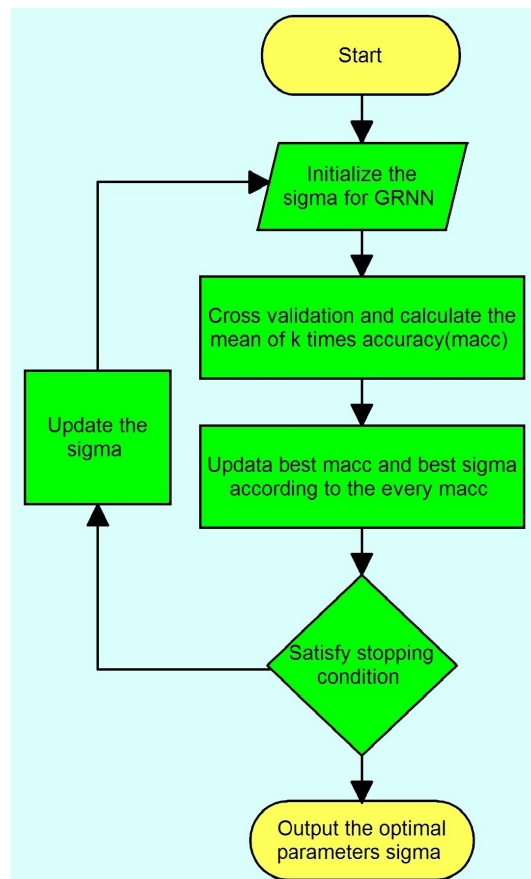 Start
Initialize the
sigma for GRNN
Cross validation and calculate the
mean of k times accuracy(macc)
Update the
sigma
Updata best macc and best sigma
according to the every macc
Satisfy stopping
condition
Output the optimal
parameters sigma